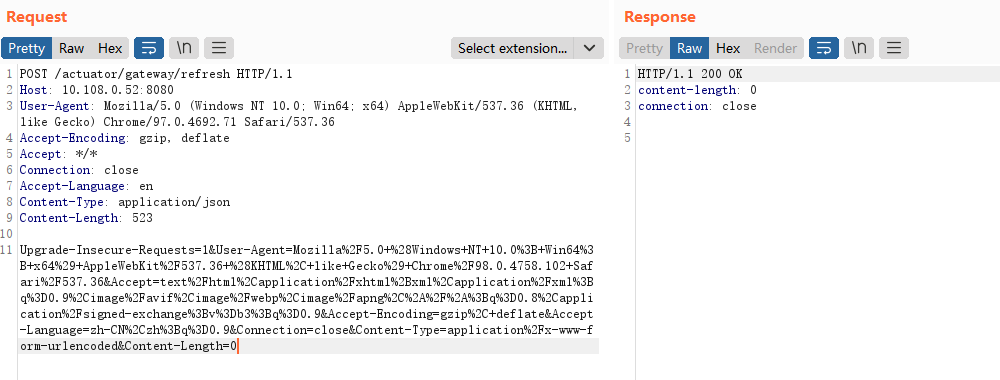 Request
Response
Pretty Raw Hex \n Select extension...
Pretty Raw Hex Render \n
1 POST /actuator/gateway/refresh HTTP/1.1
2 Host: 10.108.0.52:8080
3 User-Agent: Mozilla/5.0 (Windows NT 10.0; Win64; x64) AppleWebKit/537.36 (KHTML,
like Gecko) Chrome/97.0.4692.71 Safari/537.36
4 Accept-Encoding: gzip, deflate
5 Accept: */*
6 Connection: close
7 Accept-Language: en
8 Content-Type: application/json
9 Content-Length: 523
10
11 Upgrade-Insecure-Requests=1&User-Agent=Mozilla%2F5.0+%28Windows+NT+10.0%3B+Win64%3
B+x64%29+AppleWebKit%2F537.36+%28KHTML%2C+like+Gecko%29+Chrome%2F98.0.4758.102+Saf
ari%2F537.36&Accept=text%2Fhtml%2Capplication%2Fxhtml%2Bxml%2Capplication%2Fxml%3B
q%3D0.9%2Cimage%2Favif%2Cimage%2Fwebp%2Cimage%2Fapng%2C%2A%2F%2A%3Bq%3D0.8%2Cappli
cation%2Fsigned-exchange%3Bv%3Db3%3Bq%3D0.9&Accept-Encoding=gzip%2C+deflate&Accept
-Language=zh-CN%2Czh%3Bq%3D0.9&Connection=close&Content-Type=application%2Fx-www-f
orm-urlencoded&Content-Length=0
1 HTTP/1.1 200 OK
2 content-length: 0
3 connection: close
4
5